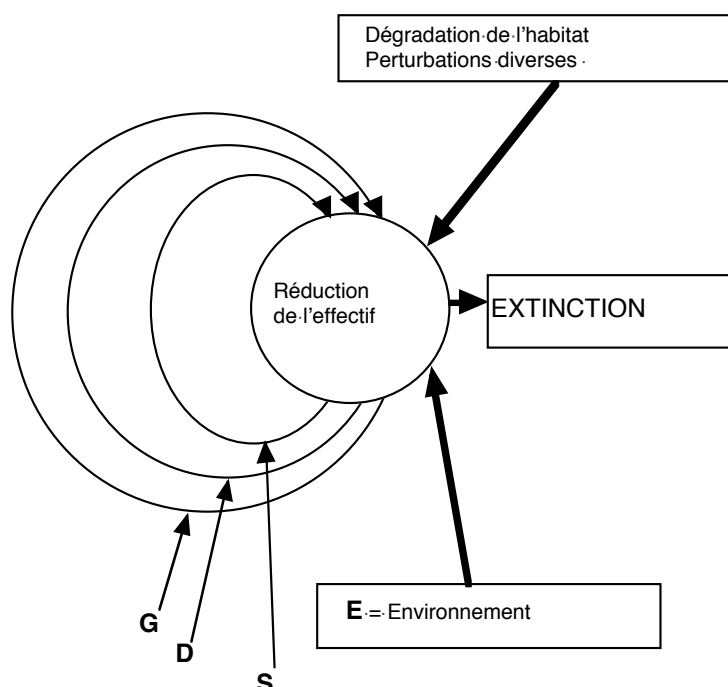 Dégradation·de·l'habitat
Perturbations·diverses·
Réduction
de·l'effectif
EXTINCTION
E·=·Environnement
G
D
S